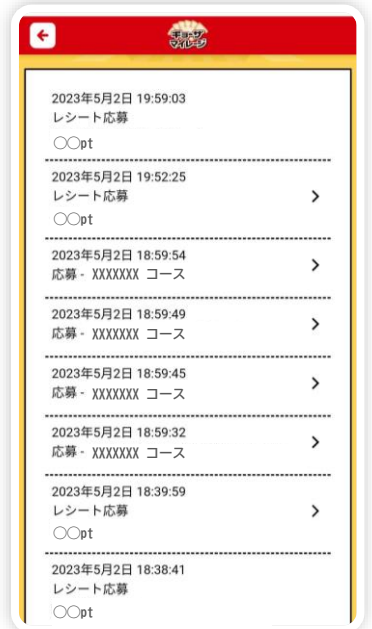 ギョーザ
マイレージ
2023年5月2日 19:59:03
レシート応募
○○pt
2023年5月2日 19:52:25
レシート応募
○○pt
2023年5月2日 18:59:54
応募 - XXXXXXX コース
2023年5月2日 18:59:49
応募 - XXXXXXX コース
2023年5月2日 18:59:45
応募 - XXXXXXX コース
2023年5月2日 18:59:32
応募 - XXXXXXX コース
2023年5月2日 18:39:59
レシート応募
○○pt
2023年5月2日 18:38:41
レシート応募
○○pt